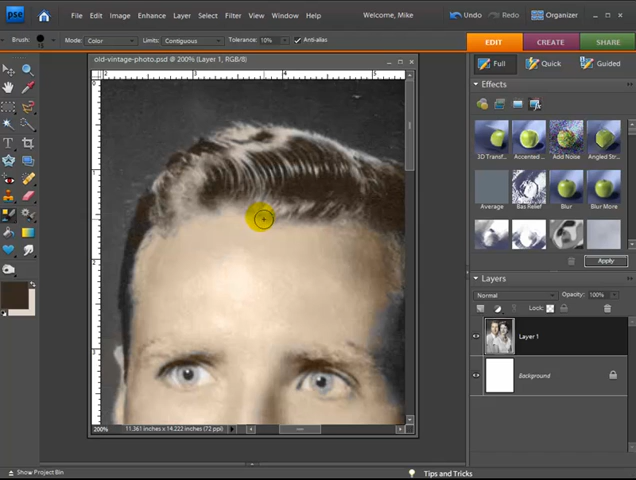 pse
File Edit Image Enhance Layer Select Filter View Window Help
Welcome, Mike
Undo Redo Organizer
Brush: 15 Mode: Color Limits: Contiguous Tolerance: 10% Anti-alias
EDIT CREATE SHARE
old-vintage-photo.psd @ 200% (Layer 1, RGB/8)
Full Quick Guided
Effects
3D Transf... Accented ... Add Noise Angled Str...
Average Bas Relief Blur Blur More
Apply
Layers
Normal Opacity: 100%
Lock:
Layer 1
Background
200% 11.361 inches x 14.222 inches (72 ppi)
Show Project Bin
Tips and Tricks